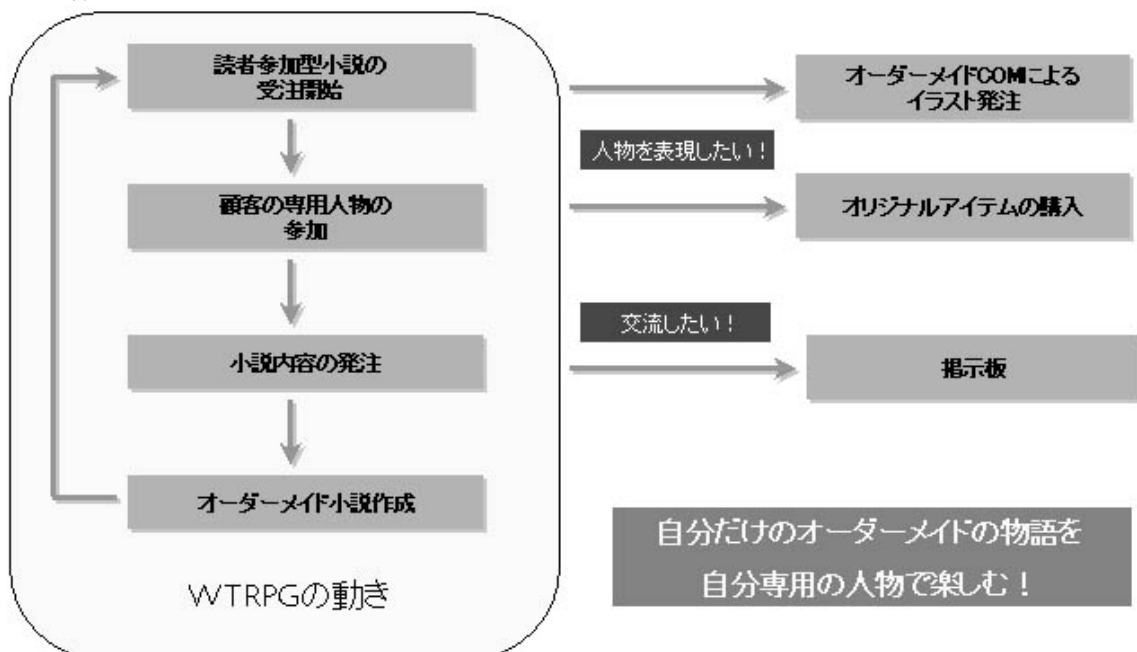 読者参加型小説の
受注開始
顧客の専用人物の
参加
小説内容の発注
オーダーメイド小説作成
WTRPGの動き
オーダーメイドCOMによる
イラスト発注
人物を表現したい！
オリジナルアイテムの購入
交流したい！
掲示板
自分だけのオーダーメイドの物語を
自分専用の人物で楽しむ！